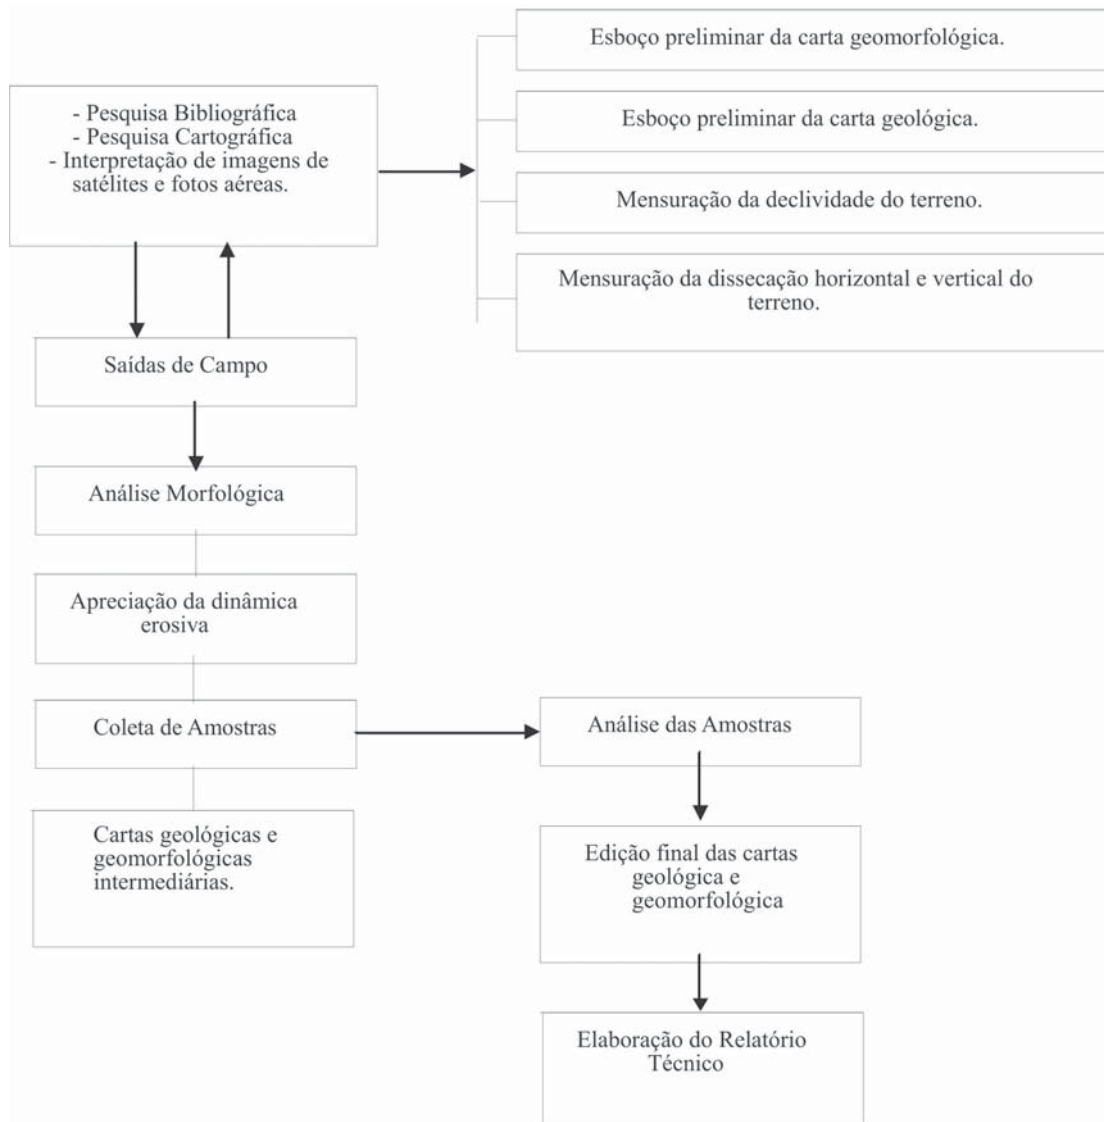 - Pesquisa Bibliográfica
- Pesquisa Cartográfica
- Interpretação de imagens de
satélites e fotos aéreas.
Esboço preliminar da carta geomorfológica.
Esboço preliminar da carta geológica.
Mensuração da declividade do terreno.
Mensuração da dissecação horizontal e vertical do
terreno.
Saídas de Campo
Análise Morfológica
Apreciação da dinâmica
erosiva
Coleta de Amostras
Cartas geológicas e
geomorfológicas
intermediárias.
Análise das Amostras
Edição final das cartas
geológica e
geomorfológica
Elaboração do Relatório
Técnico